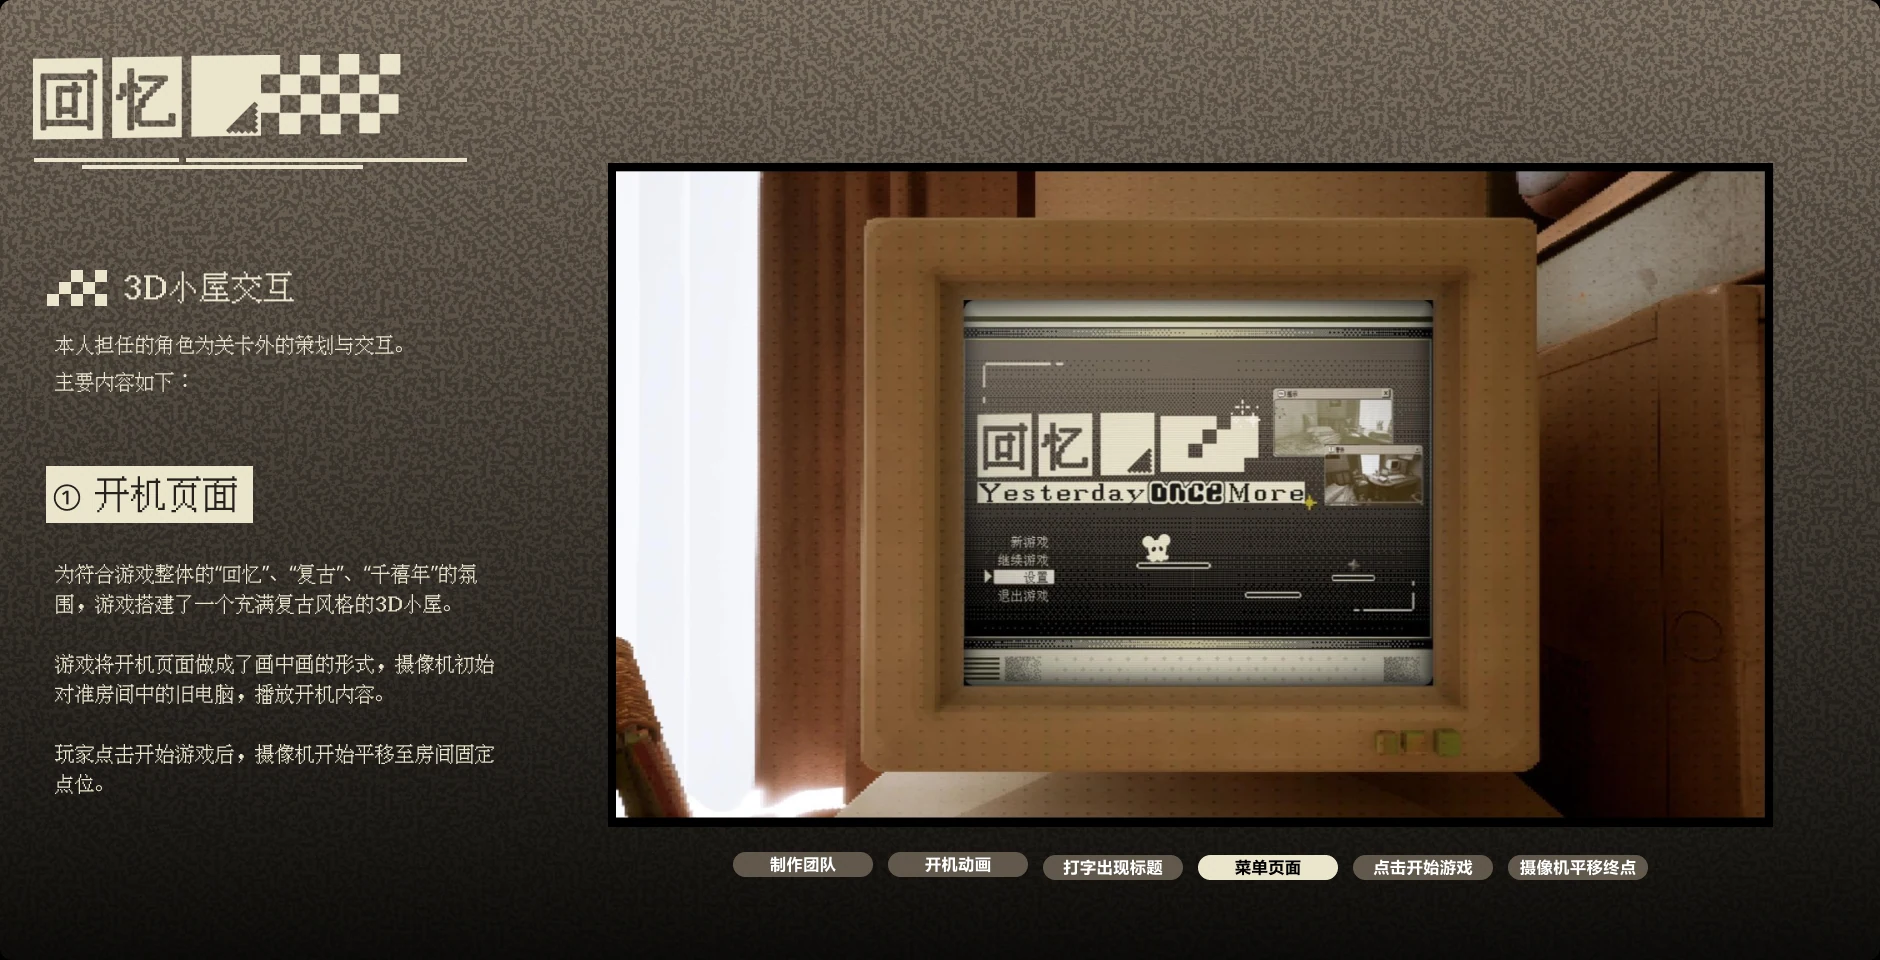 回忆
3D小屋交互
本人担任的角色为关卡外的策划与交互。
主要内容如下：
① 开机页面
为符合游戏整体的“回忆”、“复古”、“千禧年”的氛
围，游戏搭建了一个充满复古风格的3D小屋。
游戏将开机页面做成了画中画的形式，摄像机初始
对准房间中的旧电脑，播放开机内容。
玩家点击开始游戏后，摄像机开始平移至房间固定
点位。
回忆
Yesterday once More
新游戏
继续游戏
设置
退出游戏
制作团队
开机动画
打字出现标题
菜单页面
点击开始游戏
摄像机平移终点